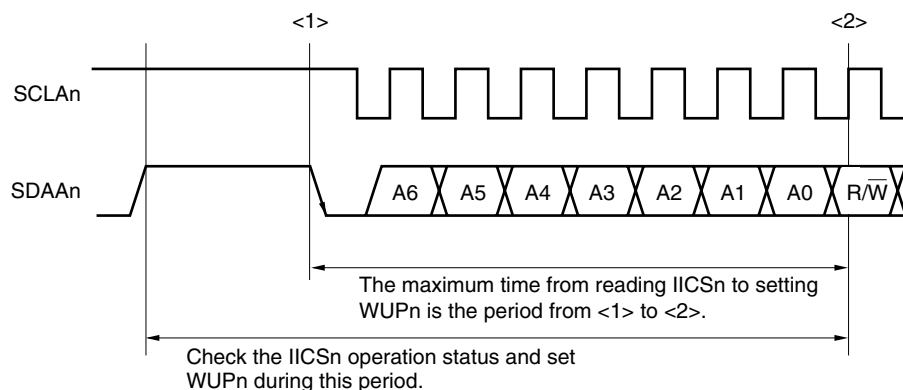 <1> <2>
SCLAn
SDAAn A6 A5 A4 A3 A2 A1 A0 R/W̅
The maximum time from reading IICSn to setting
WUPn is the period from <1> to <2>.
Check the IICSn operation status and set
WUPn during this period.